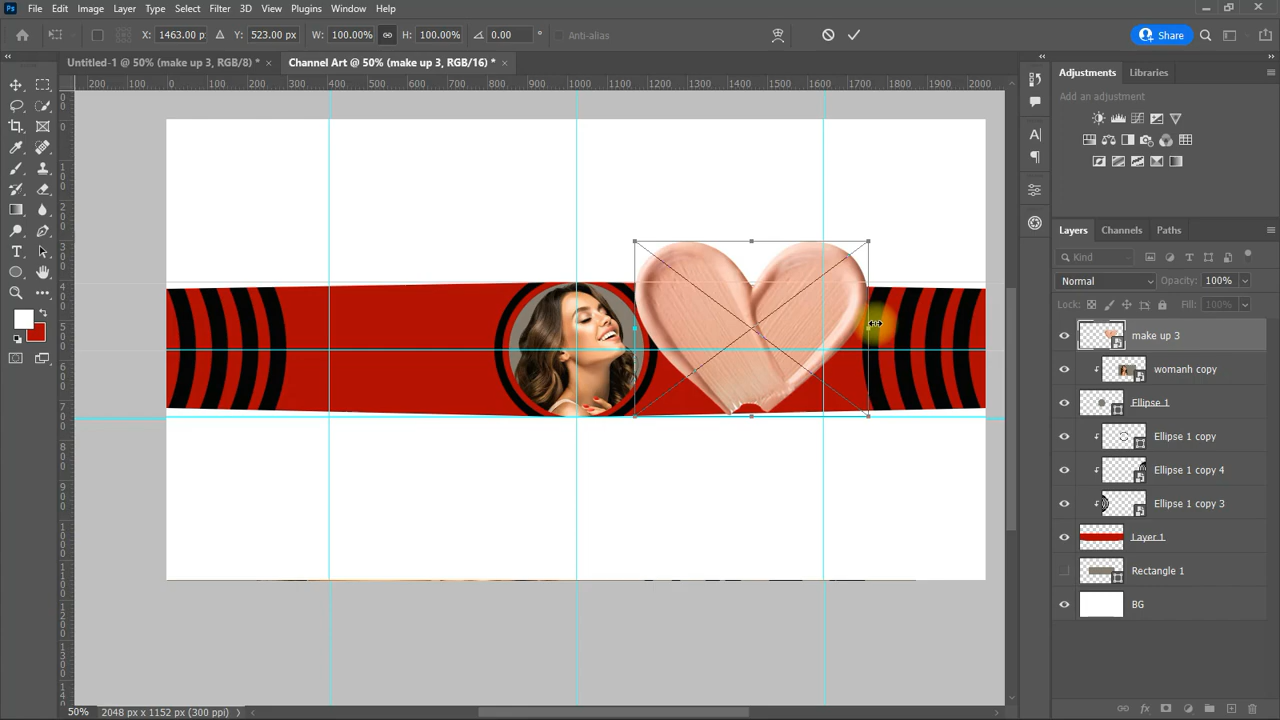 Ps File Edit Image Layer Type Select Filter 3D View Plugins Window Help
X: 1463.00 pː Y: 523.00 px W: 100.00% H: 100.00% 0.00 ° Anti-alias Share
Untitled-1 @ 50% (make up 3, RGB/8) * × Channel Art @ 50% (make up 3, RGB/16) * ×
200 100 0 100 200 300 400 500 600 700 800 900 1000 1100 1200 1300 1400 1500 1600 1700 1800 1900 2000
Adjustments Libraries
Add an adjustment
Layers Channels Paths
Kind
Normal Opacity: 100%
Lock: Fill: 100%
make up 3
womanh copy
Ellipse 1
Ellipse 1 copy
Ellipse 1 copy 4
Ellipse 1 copy 3
Layer 1
Rectangle 1
BG
50% 2048 px x 1152 px (300 ppi)
fx